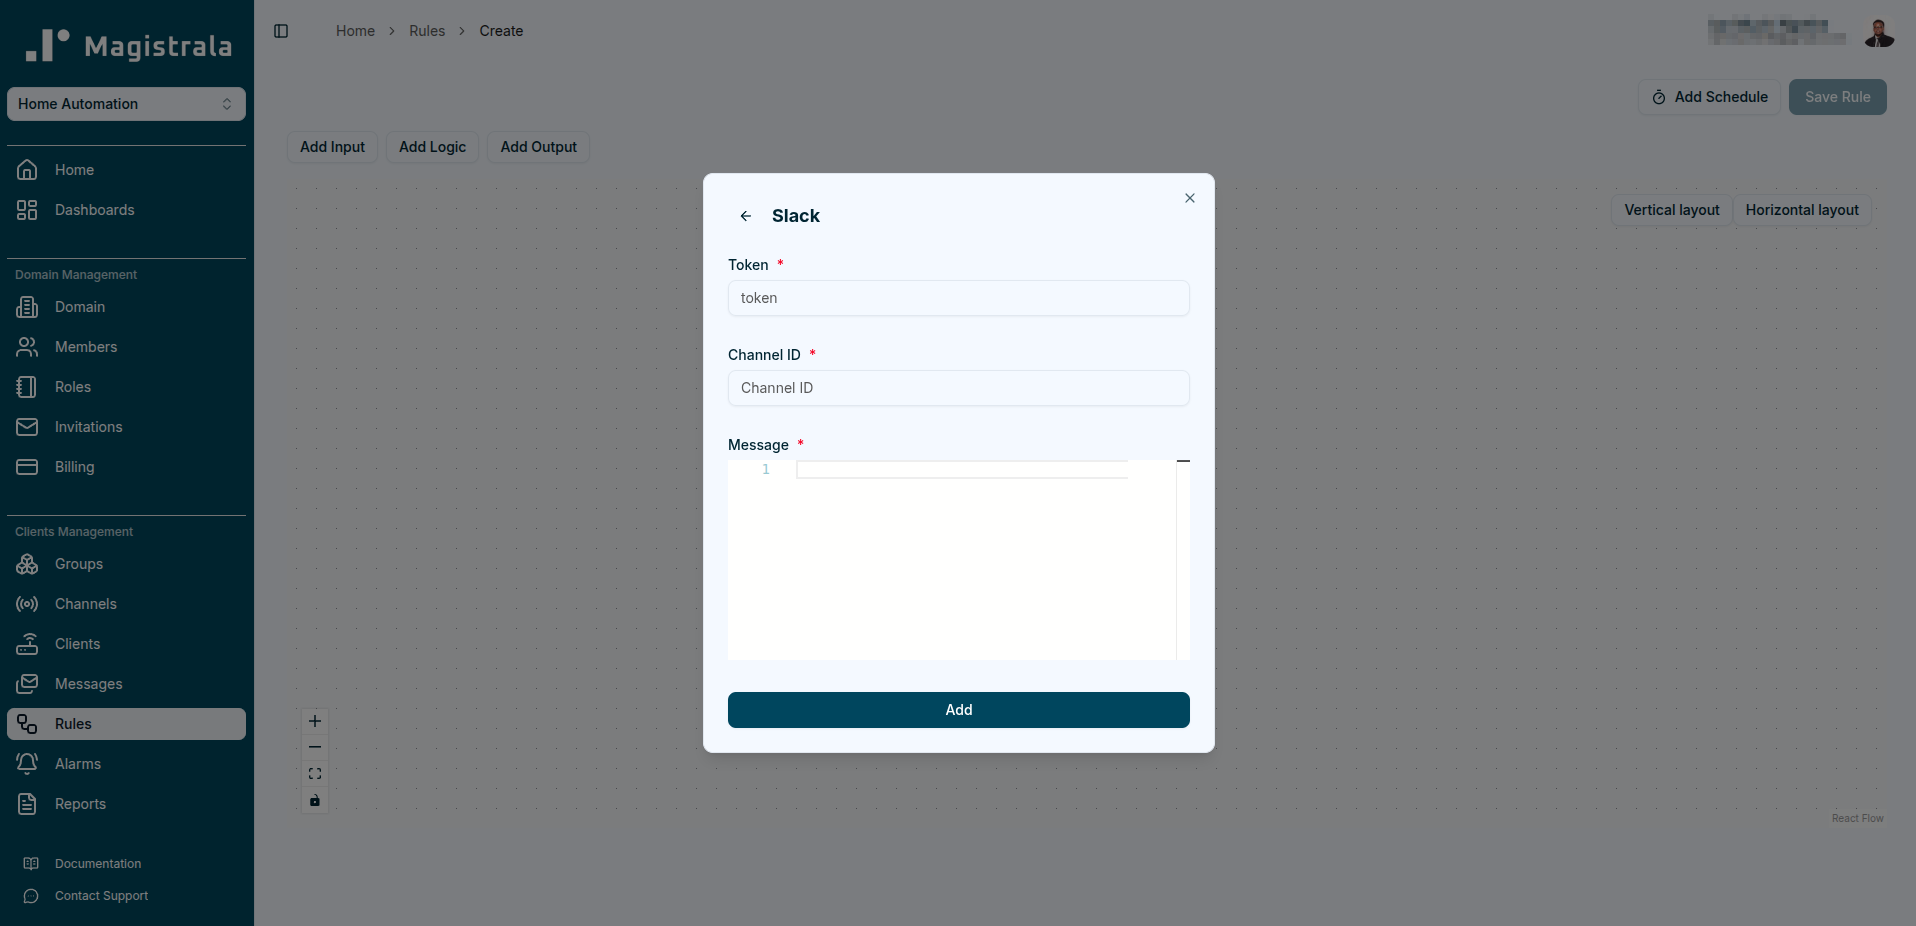 Magistrala
Home Automation
Home
Dashboards
Domain Management
Domain
Members
Roles
Invitations
Billing
Clients Management
Groups
Channels
Clients
Messages
Rules
Alarms
Reports
Documentation
Contact Support
Home > Rules > Create
Add Schedule
Save Rule
Add Input
Add Logic
Add Output
Vertical layout
Horizontal layout
Slack
Token *
token
Channel ID *
Channel ID
Message *
1
Add
React Flow